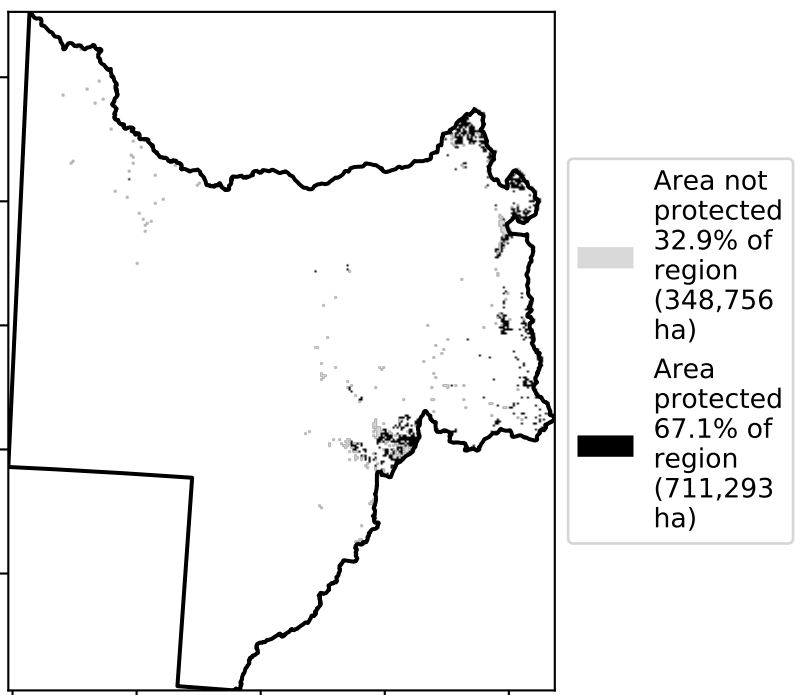 Area not
protected
32.9% of
region
(348,756
ha)
Area
protected
67.1% of
region
(711,293
ha)